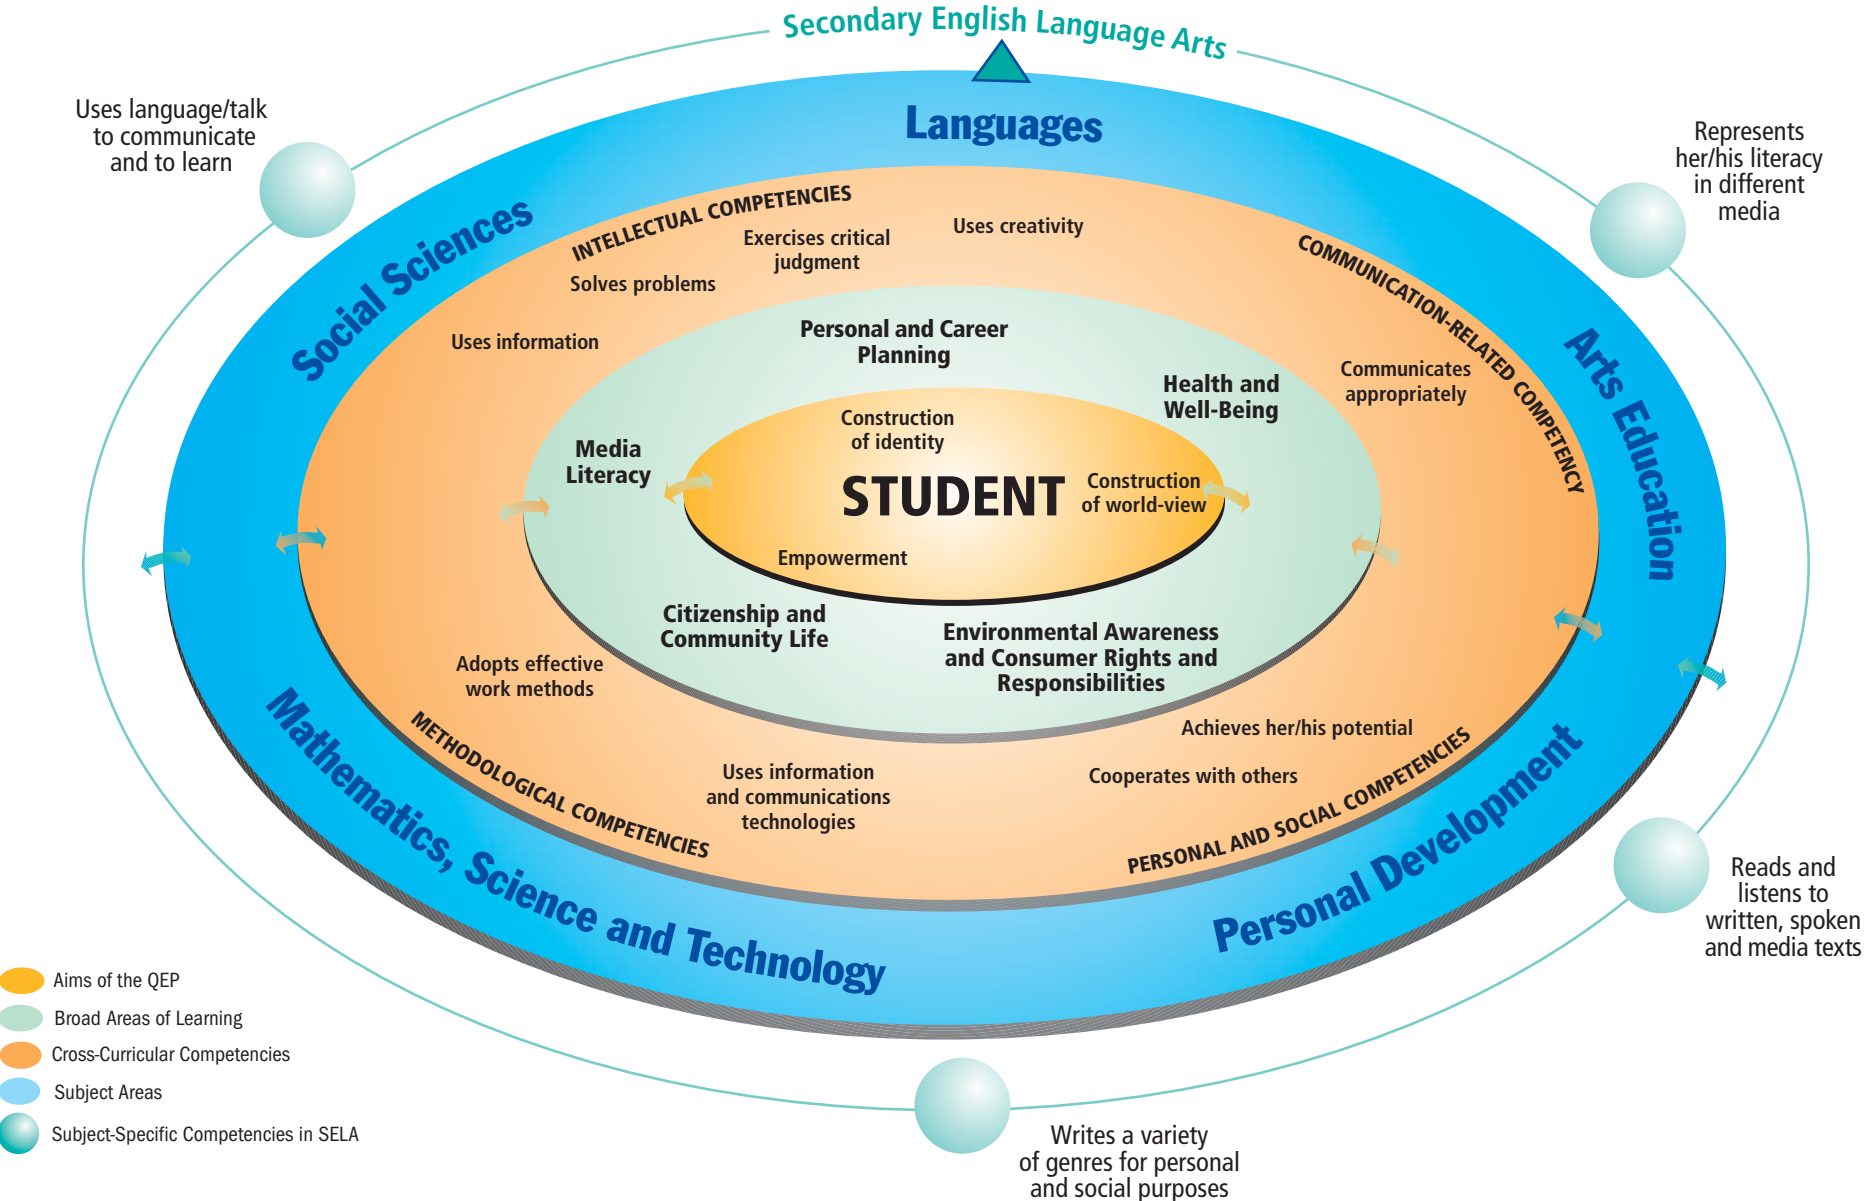 Secondary English Language Arts
Uses language/talk
to communicate
and to learn
Represents
her/his literacy
in different
media
Languages
Social Sciences
Arts Education
INTELLECTUAL COMPETENCIES
Uses creativity
Exercises critical
judgment
Solves problems
Uses information
COMMUNICATION-RELATED COMPETENCY
Communicates
appropriately
Personal and Career
Planning
Health and
Well-Being
Media
Literacy
Construction
of identity
STUDENT
Construction
of world-view
Empowerment
Citizenship and
Community Life
Environmental Awareness
and Consumer Rights and
Responsibilities
Adopts effective
work methods
METHODOLOGICAL COMPETENCIES
Uses information
and communications
technologies
Achieves her/his potential
Cooperates with others
PERSONAL AND SOCIAL COMPETENCIES
Mathematics, Science and Technology
Personal Development
Reads and
listens to
written, spoken
and media texts
Writes a variety
of genres for personal
and social purposes
Aims of the QEP
Broad Areas of Learning
Cross-Curricular Competencies
Subject Areas
Subject-Specific Competencies in SELA